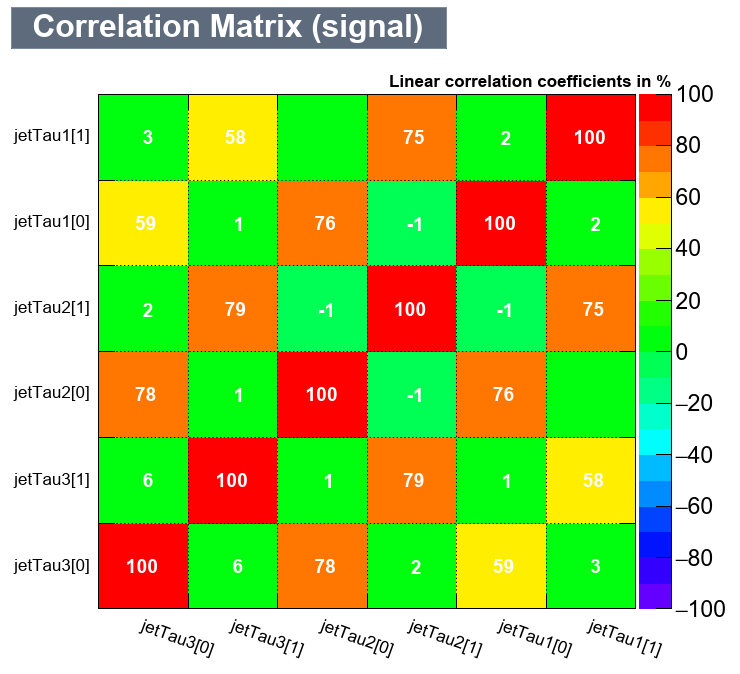 Correlation Matrix (signal)
Linear correlation coefficients in %
jetTau1[1] 3 58 75 2 100
jetTau1[0] 59 1 76 -1 100 2
jetTau2[1] 2 79 -1 100 -1 75
jetTau2[0] 78 1 100 -1 76
jetTau3[1] 6 100 1 79 1 58
jetTau3[0] 100 6 78 2 59 3
jetTau3[0] jetTau3[1] jetTau2[0] jetTau2[1] jetTau1[0] jetTau1[1]
100
80
60
40
20
0
–20
–40
–60
–80
–100